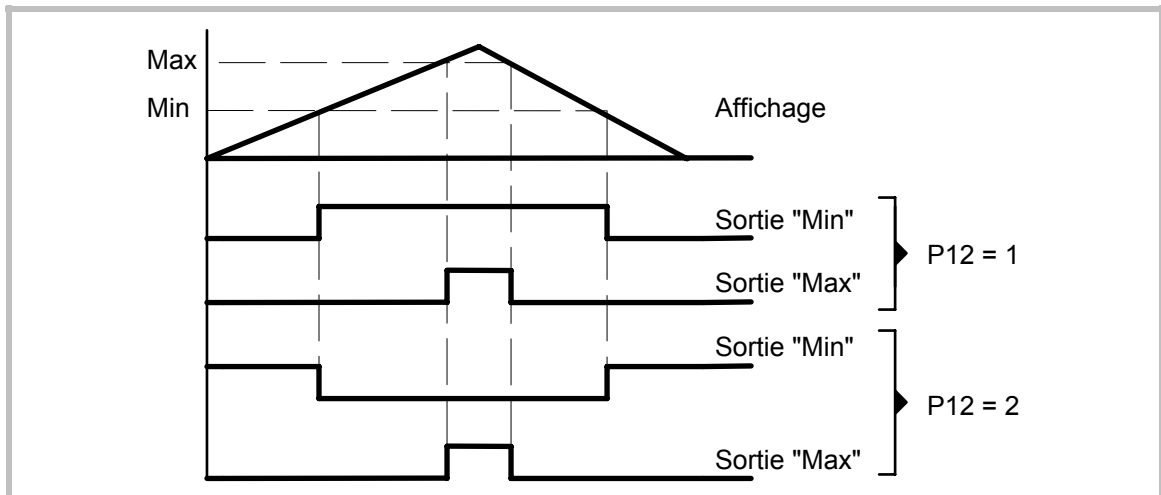 Max
Min
Affichage
Sortie "Min"
P12 = 1
Sortie "Max"
Sortie "Min"
P12 = 2
Sortie "Max"